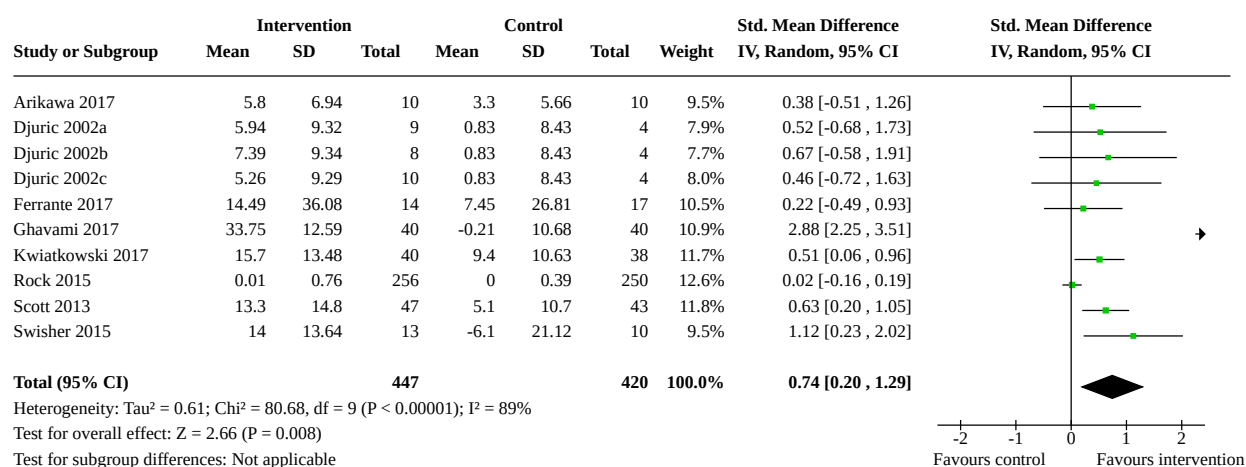 Intervention Control Std. Mean Difference Std. Mean Difference
Study or Subgroup Mean SD Total Mean SD Total Weight IV, Random, 95% CI IV, Random, 95% CI
Arikawa 2017 5.8 6.94 10 3.3 5.66 10 9.5% 0.38 [-0.51 , 1.26]
Djuric 2002a 5.94 9.32 9 0.83 8.43 4 7.9% 0.52 [-0.68 , 1.73]
Djuric 2002b 7.39 9.34 8 0.83 8.43 4 7.7% 0.67 [-0.58 , 1.91]
Djuric 2002c 5.26 9.29 10 0.83 8.43 4 8.0% 0.46 [-0.72 , 1.63]
Ferrante 2017 14.49 36.08 14 7.45 26.81 17 10.5% 0.22 [-0.49 , 0.93]
Ghavami 2017 33.75 12.59 40 -0.21 10.68 40 10.9% 2.88 [2.25 , 3.51]
Kwiatkowski 2017 15.7 13.48 40 9.4 10.63 38 11.7% 0.51 [0.06 , 0.96]
Rock 2015 0.01 0.76 256 0 0.39 250 12.6% 0.02 [-0.16 , 0.19]
Scott 2013 13.3 14.8 47 5.1 10.7 43 11.8% 0.63 [0.20 , 1.05]
Swisher 2015 14 13.64 13 -6.1 21.12 10 9.5% 1.12 [0.23 , 2.02]
Total (95% CI) 447 420 100.0% 0.74 [0.20 , 1.29]
Heterogeneity: Tau² = 0.61; Chi² = 80.68, df = 9 (P < 0.00001); I² = 89%
Test for overall effect: Z = 2.66 (P = 0.008)
-2 -1 0 1 2
Test for subgroup differences: Not applicable
Favours control Favours intervention